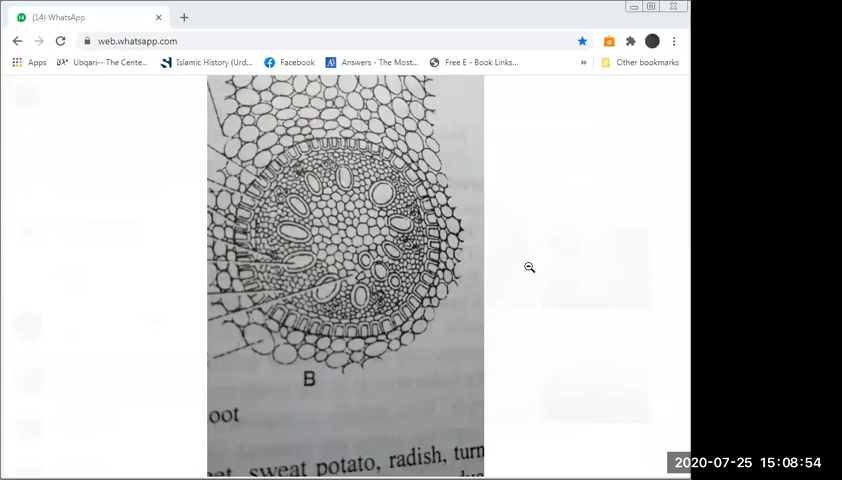 (14) WhatsApp
web.whatsapp.com
Apps Ubqari-- The Cente... Islamic History (Urd... Facebook Answers - The Most... Free E - Book Links... » Other bookmarks
B
oot
sweat potato, radish, turn
2020-07-25 15:08:54